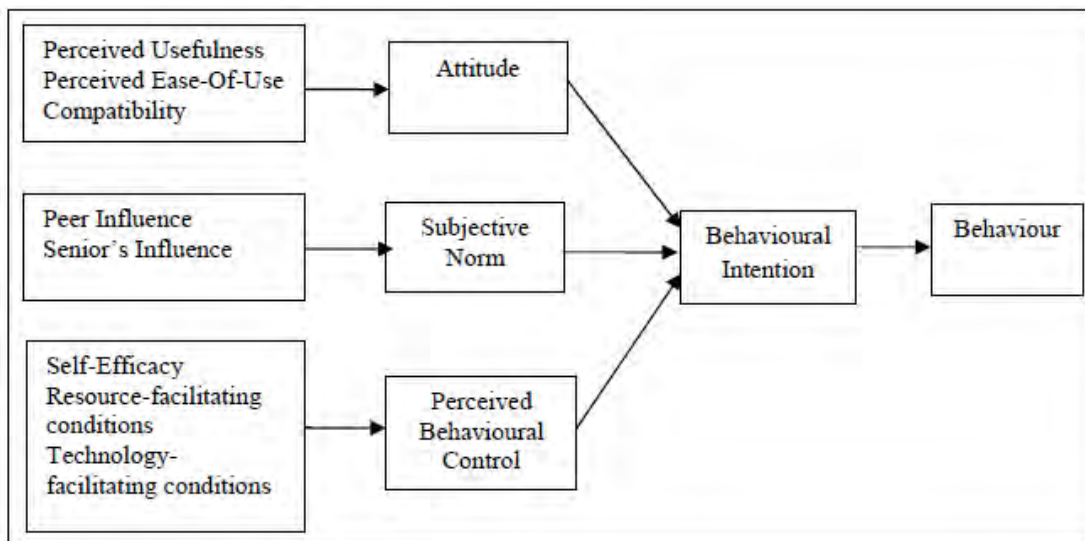 Perceived Usefulness
Perceived Ease-Of-Use
Compatibility
Attitude
Peer Influence
Senior’s Influence
Subjective
Norm
Behavioural
Intention
Behaviour
Self-Efficacy
Resource-facilitating
conditions
Technology-
facilitating conditions
Perceived
Behavioural
Control